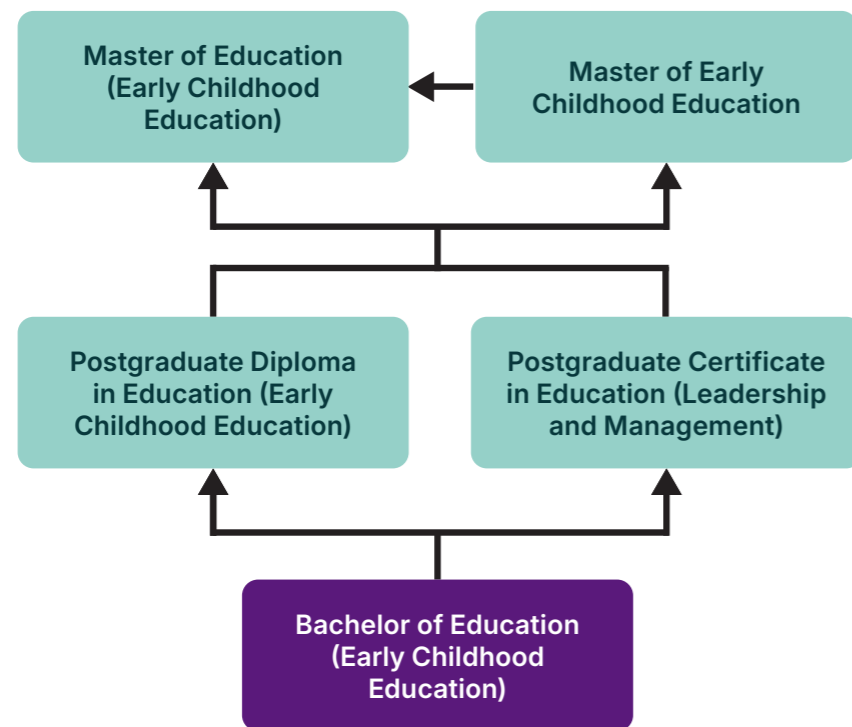 Master of Education
(Early Childhood
Education)
Master of Early
Childhood Education
Postgraduate Diploma
in Education (Early
Childhood Education)
Postgraduate Certificate
in Education (Leadership
and Management)
Bachelor of Education
(Early Childhood
Education)